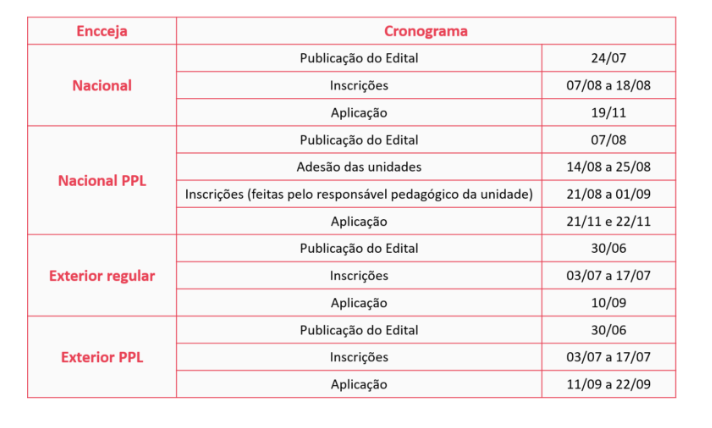 Encceja Cronograma
Nacional
Publicação do Edital 24/07
Inscrições 07/08 a 18/08
Aplicação 19/11
Nacional PPL
Publicação do Edital 07/08
Adesão das unidades 14/08 a 25/08
Inscrições (feitas pelo responsável pedagógico da unidade) 21/08 a 01/09
Aplicação 21/11 e 22/11
Exterior regular
Publicação do Edital 30/06
Inscrições 03/07 a 17/07
Aplicação 10/09
Exterior PPL
Publicação do Edital 30/06
Inscrições 03/07 a 17/07
Aplicação 11/09 a 22/09